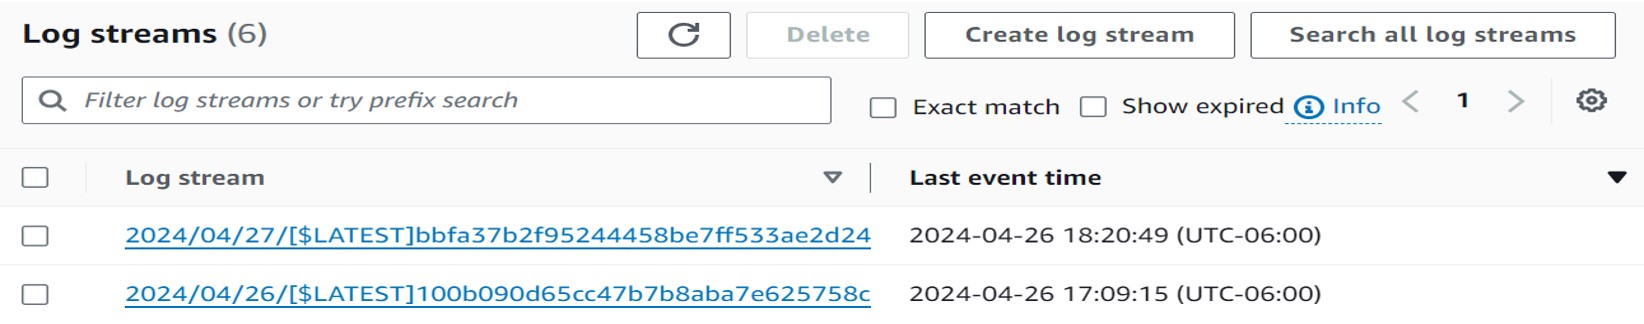 Log streams (6) Delete Create log stream Search all log streams
Filter log streams or try prefix search Exact match Show expired Info 1
Log stream Last event time
2024/04/27/[$LATEST]bbfa37b2f95244458be7ff533ae2d24 2024-04-26 18:20:49 (UTC-06:00)
2024/04/26/[$LATEST]100b090d65cc47b7b8aba7e625758c 2024-04-26 17:09:15 (UTC-06:00)